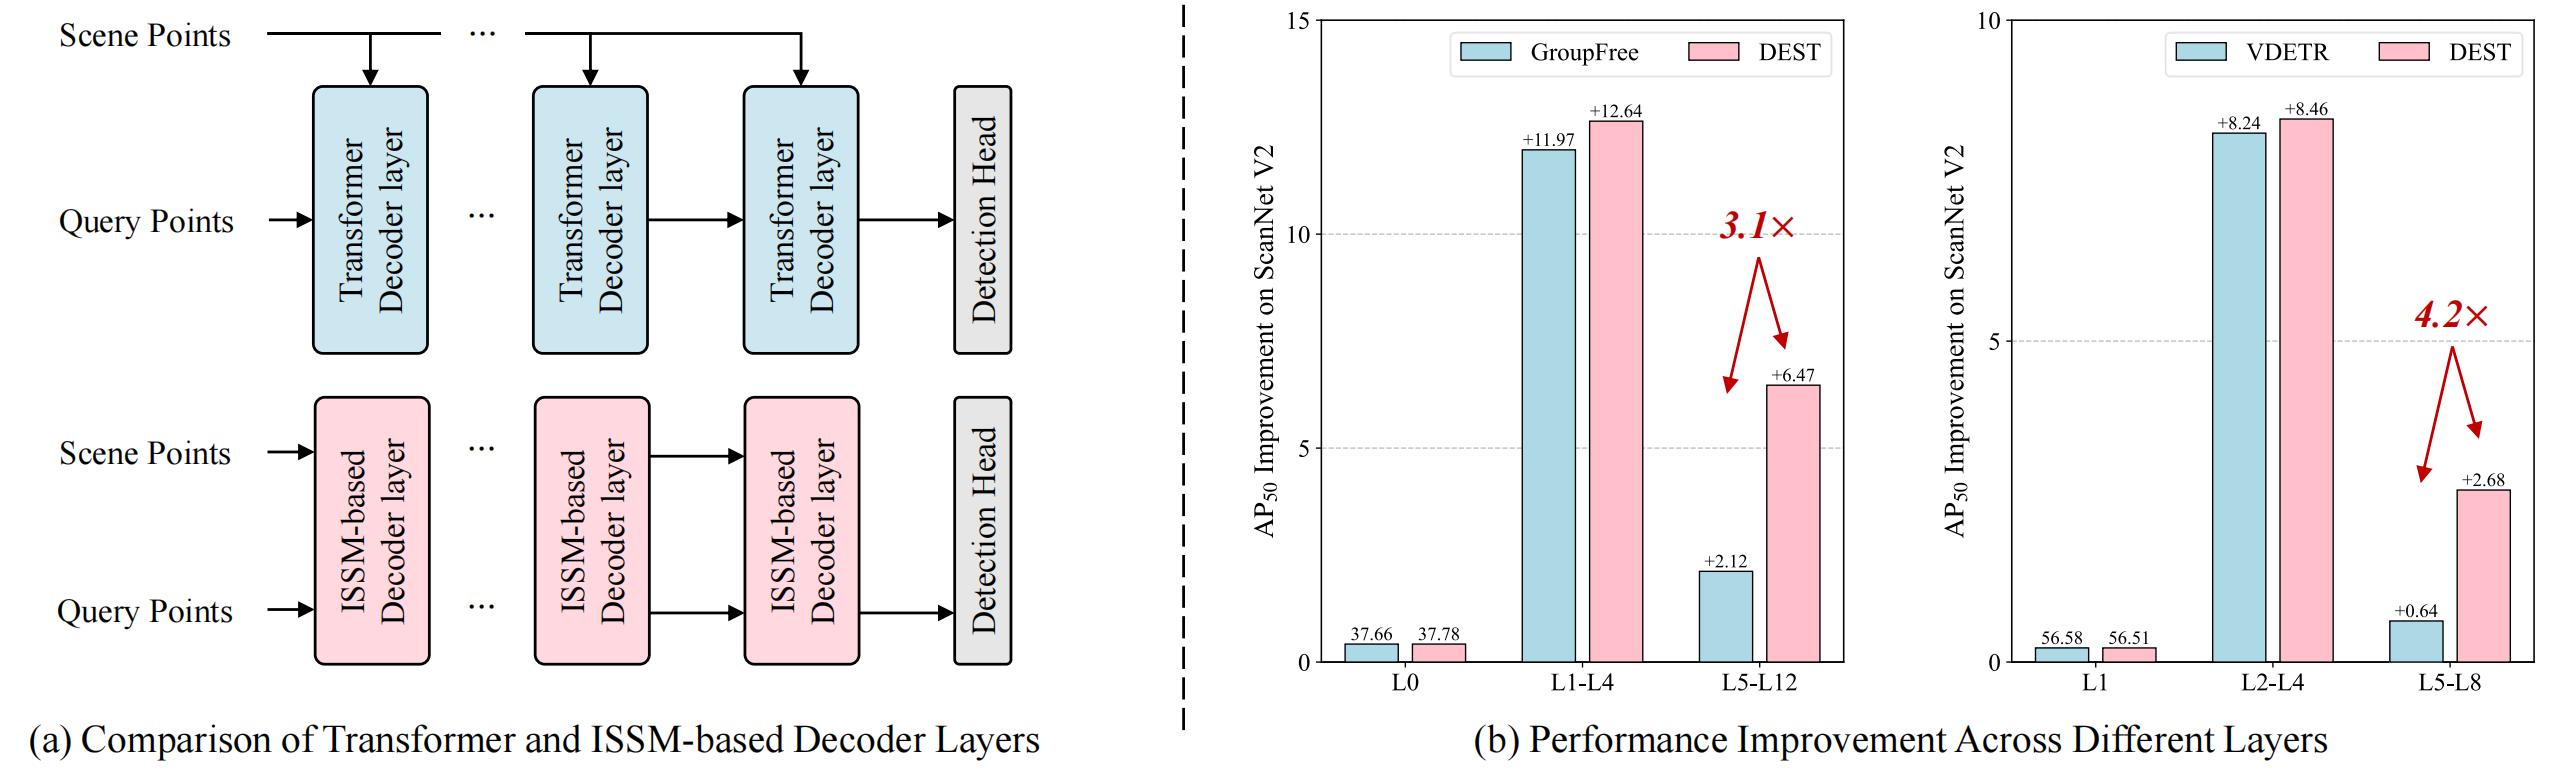 Scene Points
...
Query Points
...
Transformer
Decoder layer
Transformer
Decoder layer
Transformer
Decoder layer
Detection Head
Scene Points
...
Query Points
...
ISSM-based
Decoder layer
ISSM-based
Decoder layer
ISSM-based
Decoder layer
Detection Head
(a) Comparison of Transformer and ISSM-based Decoder Layers
AP50 Improvement on ScanNet V2
15
10
5
0
GroupFree
DEST
37.66
37.78
+11.97
+12.64
+2.12
+6.47
3.1×
L0
L1-L4
L5-L12
AP50 Improvement on ScanNet V2
10
5
0
VDETR
DEST
56.58
56.51
+8.24
+8.46
+0.64
+2.68
4.2×
L1
L2-L4
L5-L8
(b) Performance Improvement Across Different Layers